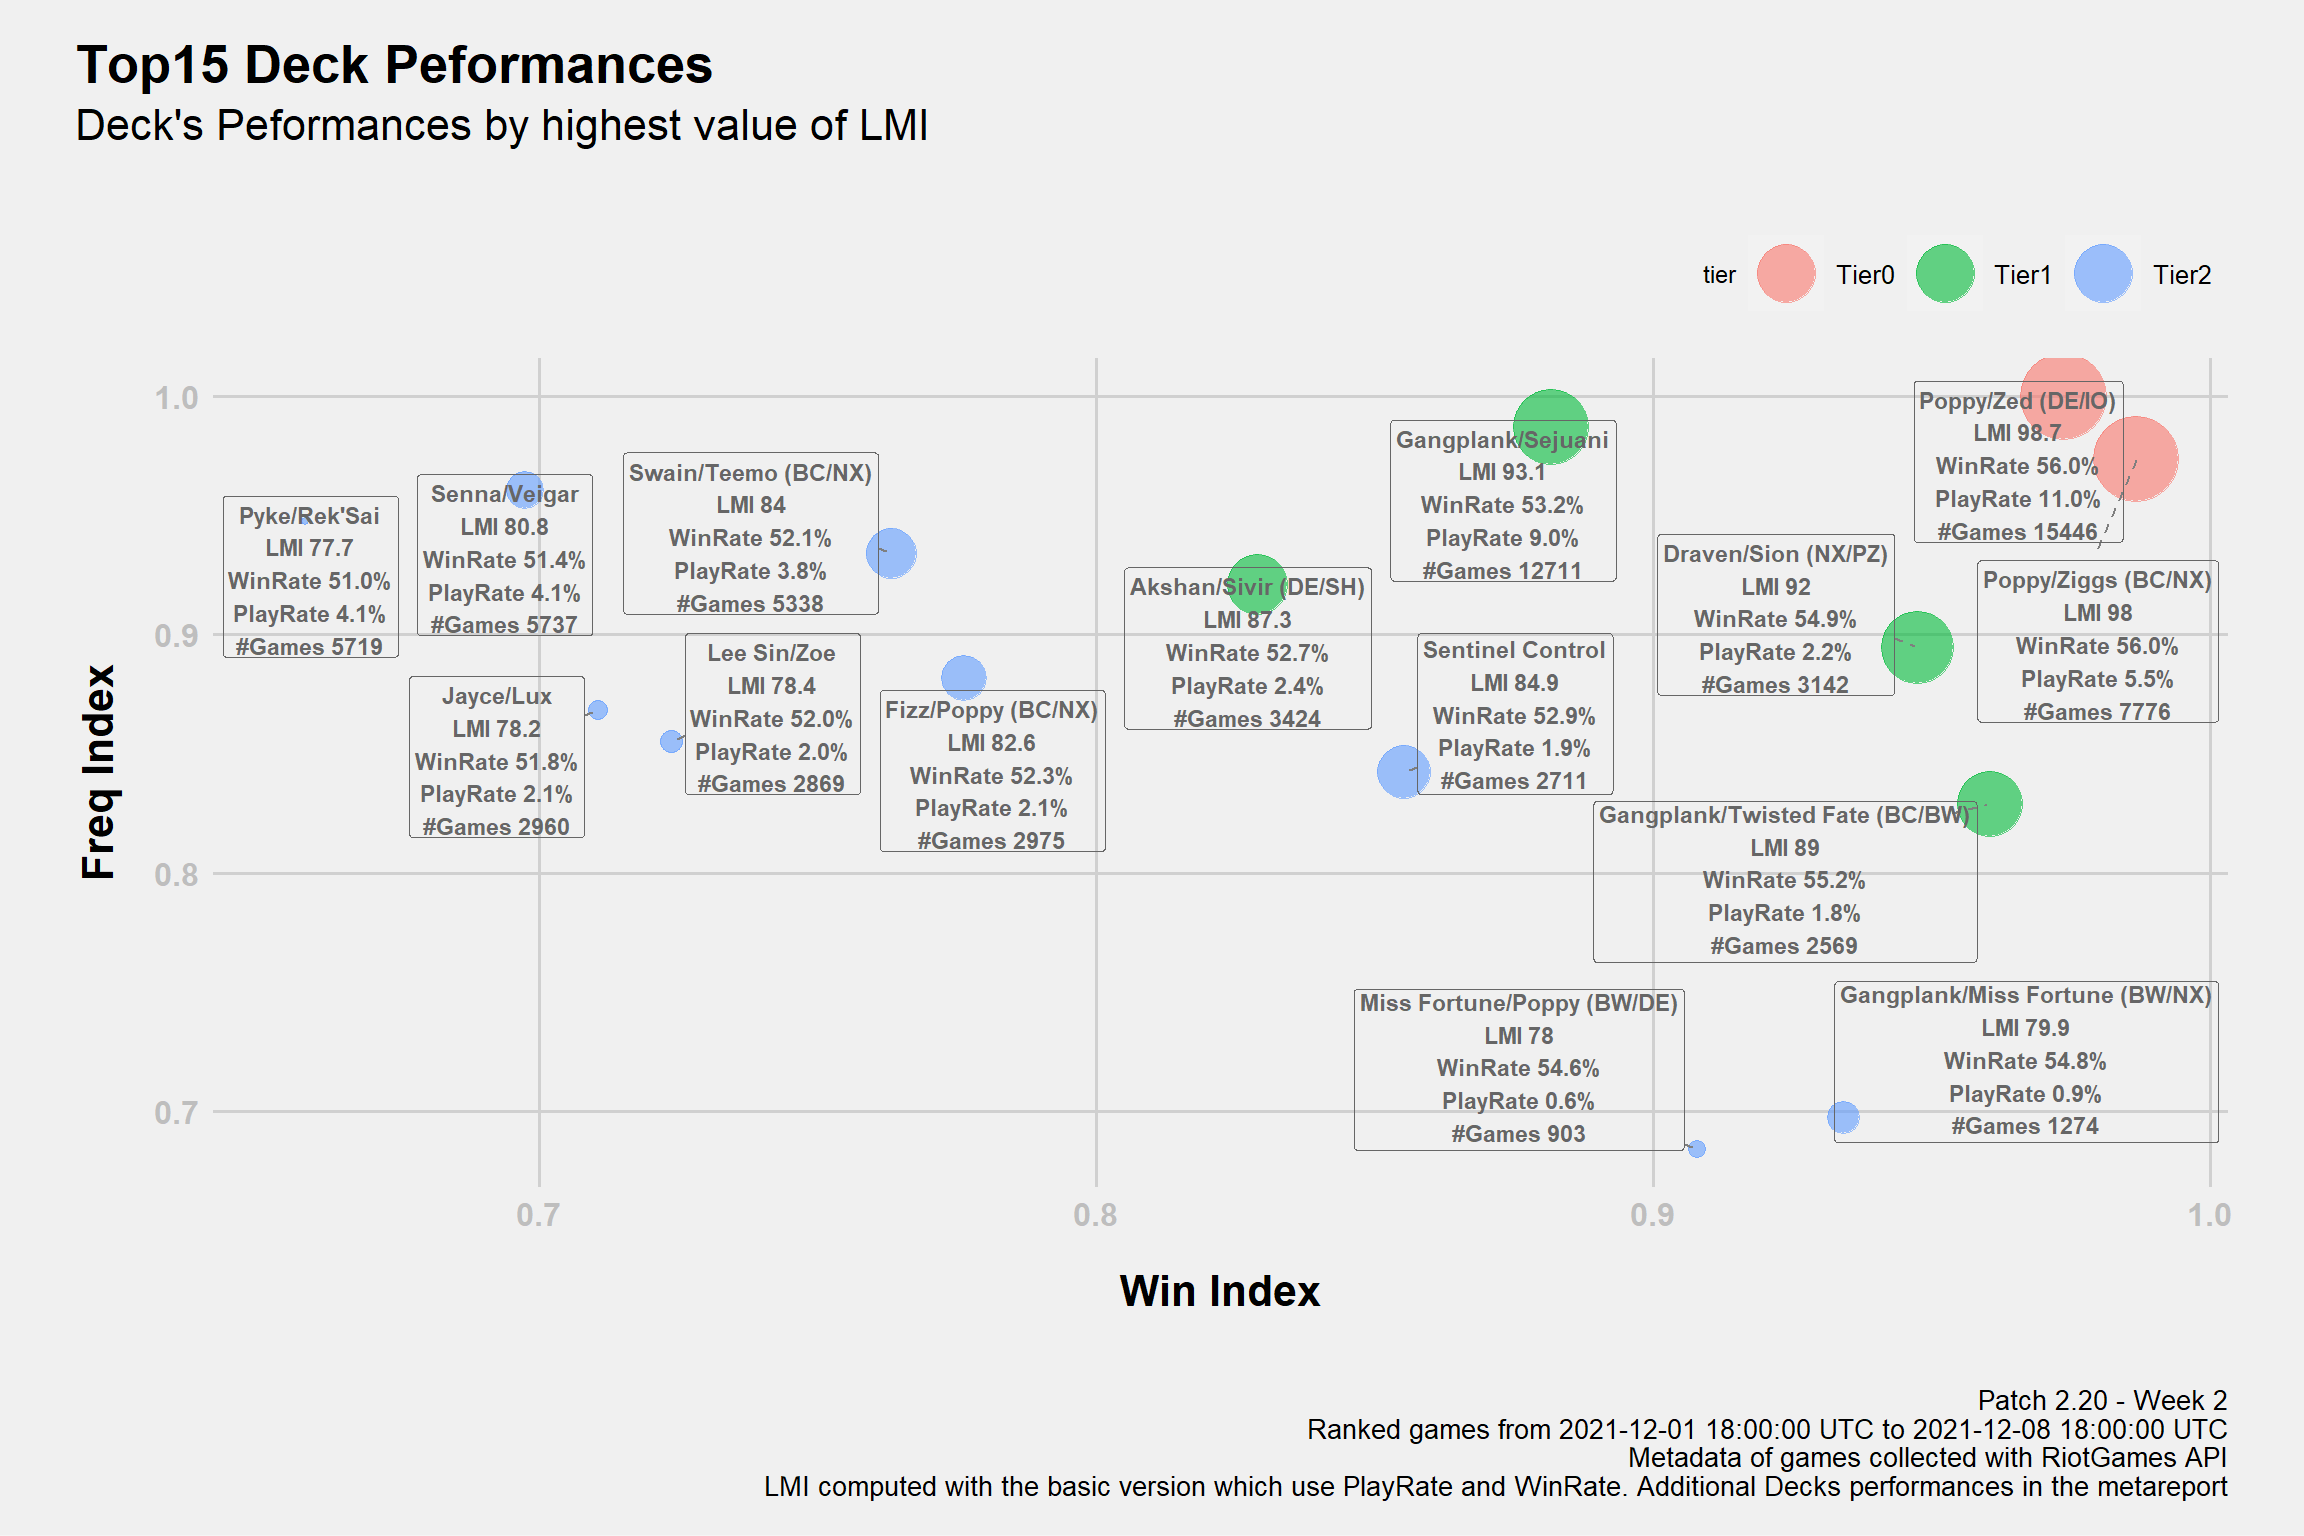 Top15 Deck Peformances
Deck's Peformances by highest value of LMI
tier
Tier0
Tier1
Tier2
Freq Index
1.0
0.9
0.8
0.7
Pyke/Rek'Sai
LMI 77.7
WinRate 51.0%
PlayRate 4.1%
#Games 5719
Senna/Veigar
LMI 80.8
WinRate 51.4%
PlayRate 4.1%
#Games 5737
Swain/Teemo (BC/NX)
LMI 84
WinRate 52.1%
PlayRate 3.8%
#Games 5338
Jayce/Lux
LMI 78.2
WinRate 51.8%
PlayRate 2.1%
#Games 2960
Lee Sin/Zoe
LMI 78.4
WinRate 52.0%
PlayRate 2.0%
#Games 2869
Fizz/Poppy (BC/NX)
LMI 82.6
WinRate 52.3%
PlayRate 2.1%
#Games 2975
Akshan/Sivir (DE/SH)
LMI 87.3
WinRate 52.7%
PlayRate 2.4%
#Games 3424
Gangplank/Sejuani
LMI 93.1
WinRate 53.2%
PlayRate 9.0%
#Games 12711
Sentinel Control
LMI 84.9
WinRate 52.9%
PlayRate 1.9%
#Games 2711
Draven/Sion (NX/PZ)
LMI 92
WinRate 54.9%
PlayRate 2.2%
#Games 3142
Poppy/Zed (DE/IO)
LMI 98.7
WinRate 56.0%
PlayRate 11.0%
#Games 15446
Poppy/Ziggs (BC/NX)
LMI 98
WinRate 56.0%
PlayRate 5.5%
#Games 7776
Gangplank/Twisted Fate (BC/BW)
LMI 89
WinRate 55.2%
PlayRate 1.8%
#Games 2569
Miss Fortune/Poppy (BW/DE)
LMI 78
WinRate 54.6%
PlayRate 0.6%
#Games 903
Gangplank/Miss Fortune (BW/NX)
LMI 79.9
WinRate 54.8%
PlayRate 0.9%
#Games 1274
0.7
0.8
0.9
1.0
Win Index
Patch 2.20 - Week 2
Ranked games from 2021-12-01 18:00:00 UTC to 2021-12-08 18:00:00 UTC
Metadata of games collected with RiotGames API
LMI computed with the basic version which use PlayRate and WinRate. Additional Decks performances in the metareport